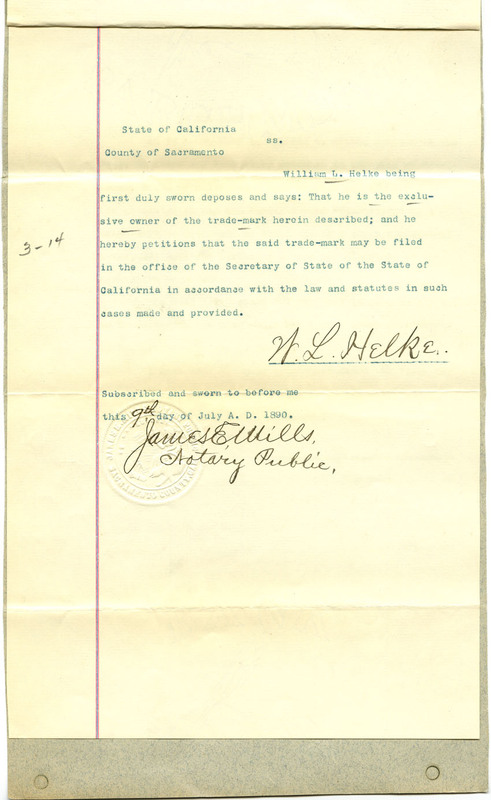 State of California
ss.
County of Sacramento
William L. Helke being
first duly sworn deposes and says: That he is the exclu-
sive owner of the trade-mark herein described; and he
hereby petitions that the said trade-mark may be filed
in the office of the Secretary of State of the State of
California in accordance with the law and statutes in such
cases made and provided.
3-14
W. L. Helke.
Subscribed and sworn to before me
this 9th day of July A. D. 1890.
James E. Mills,
Notary Public,